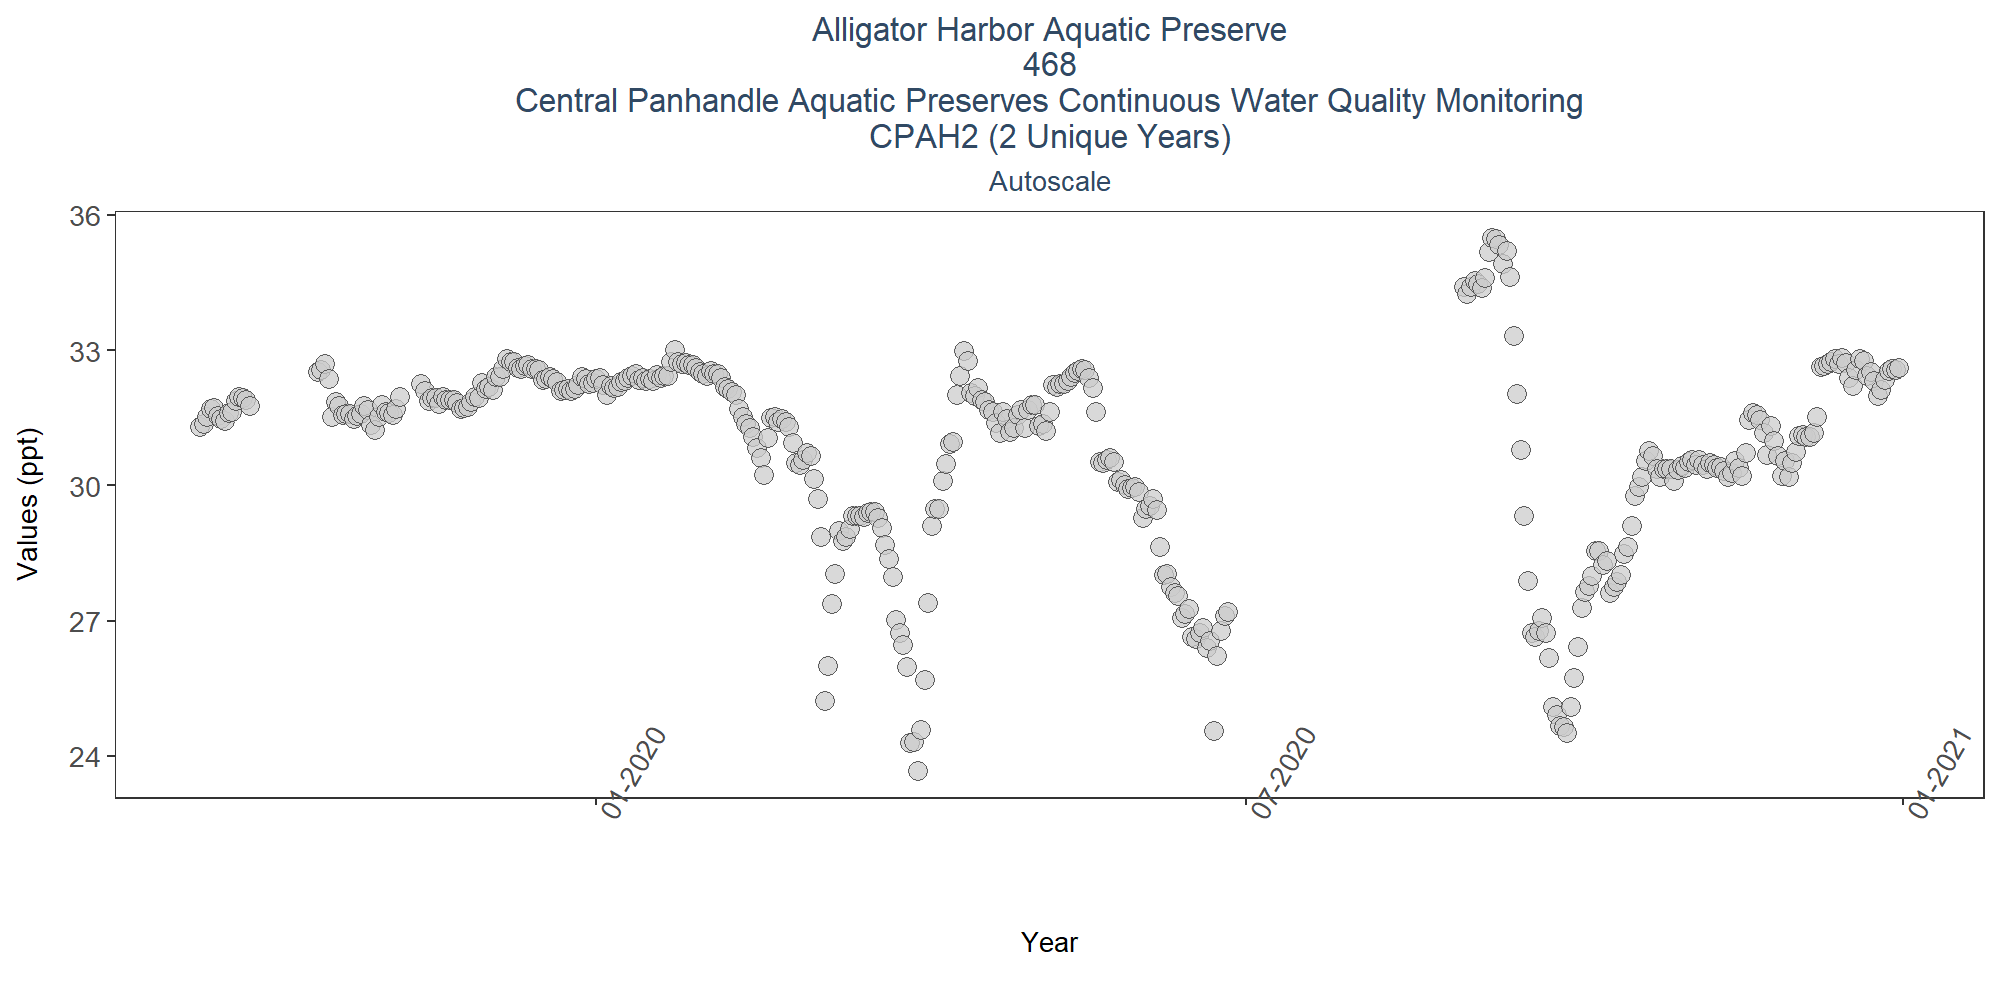 Alligator Harbor Aquatic Preserve
468
Central Panhandle Aquatic Preserves Continuous Water Quality Monitoring
CPAH2 (2 Unique Years)
Autoscale
36
33
30
27
24
Values (ppt)
01-2020
07-2020
01-2021
Year